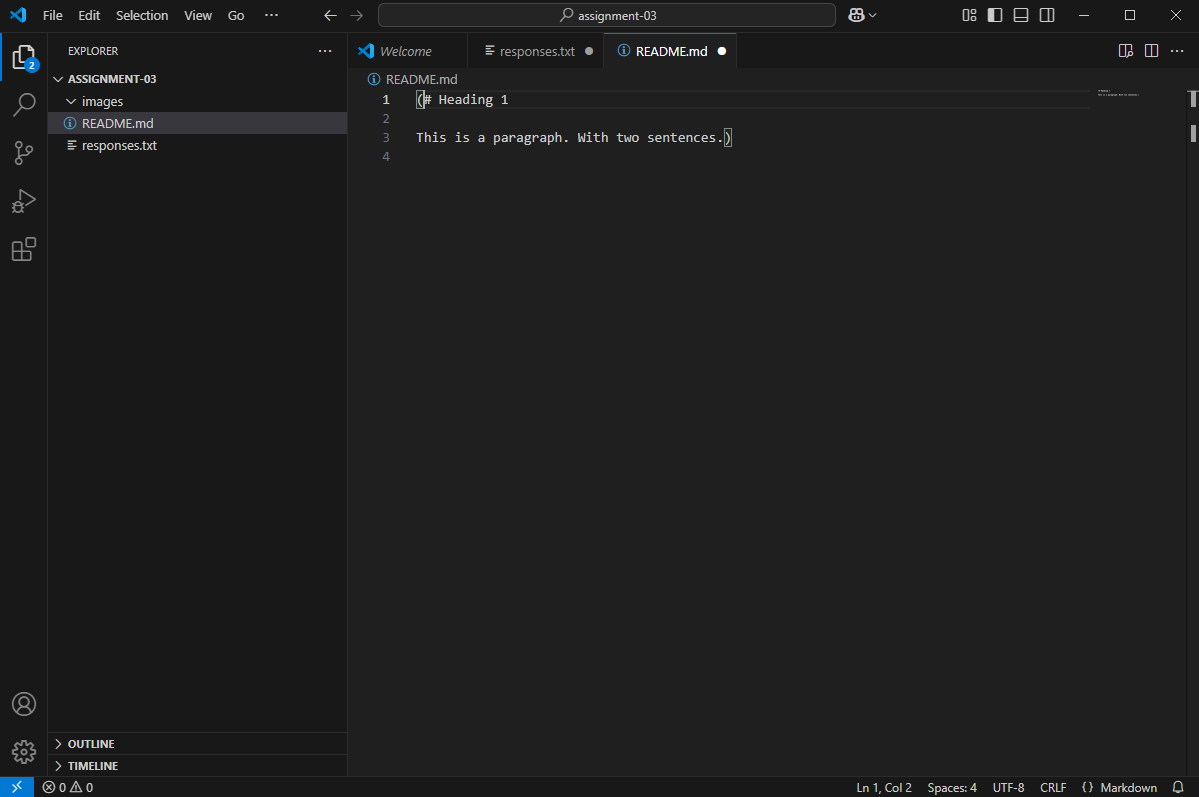 File Edit Selection View Go ··· assignment-03
EXPLORER ···
ASSIGNMENT-03
images
README.md
responses.txt
OUTLINE
TIMELINE
2
Welcome responses.txt README.md ···
README.md
1 (# Heading 1
2
3 This is a paragraph. With two sentences.)
4
0 0 Ln 1, Col 2 Spaces: 4 UTF-8 CRLF {} Markdown